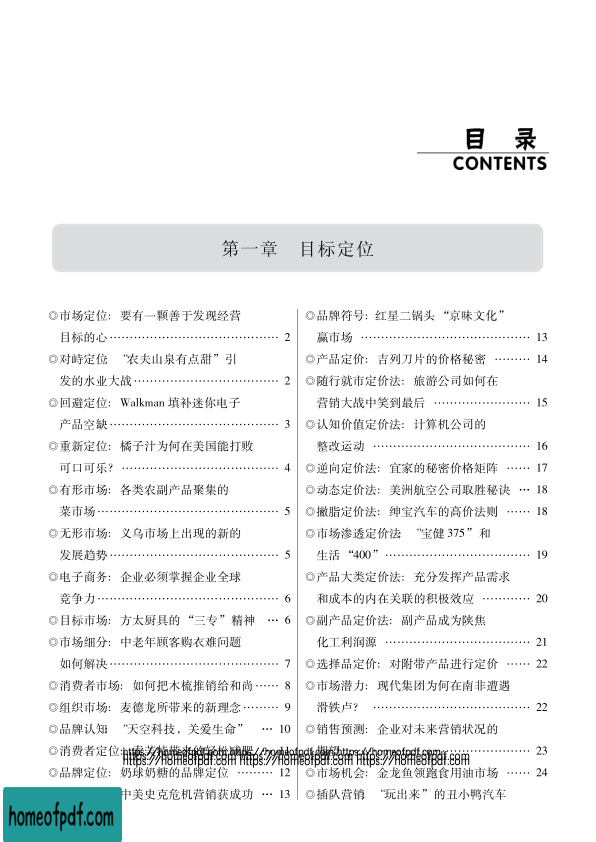 目 录
CONTENTS
第一章 目标定位
◎市场定位：要有一颗善于发现经营
目标的心 …………………………………… 2
◎对峙定位：“农夫山泉有点甜”引
发的水业大战 ……………………………… 2
◎回避定位：Walkman 填补迷你电子
产品空缺 …………………………………… 3
◎重新定位：橘子汁为何在美国能打败
可口可乐？ ………………………………… 4
◎有形市场：各类农副产品聚集的
菜市场 ……………………………………… 5
◎无形市场：义乌市场上出现的新的
发展趋势 …………………………………… 5
◎电子商务：企业必须掌握企业全球
竞争力 ……………………………………… 6
◎目标市场：方太厨具的“三专”精神 … 6
◎市场细分：中老年顾客购衣难问题
如何解决 …………………………………… 7
◎消费者市场：如何把木梳推销给和尚 …… 8
◎组织市场：麦德龙所带来的新理念 ……… 9
◎品牌认知：“天空科技，关爱生命” … 10
◎消费者定位：
◎品牌定位：奶球奶糖的品牌定位 ……… 12
中美史克危机营销获成功 … 13
◎品牌符号：红星二锅头“京味文化”
赢市场 …………………………………… 13
◎产品定价：吉列刀片的价格秘密 ……… 14
◎随行就市定价法：旅游公司如何在
营销大战中笑到最后 …………………… 15
◎认知价值定价法：计算机公司的
整改运动 ………………………………… 16
◎逆向定价法：宜家的秘密价格矩阵 …… 17
◎动态定价法：美洲航空公司取胜秘诀 … 18
◎撇脂定价法：绅宝汽车的高价法则 …… 18
◎市场渗透定价法：“宝健 375”和
生活“400” ……………………………… 19
◎产品大类定价法：充分发挥产品需求
和成本的内在关联的积极效应 ………… 20
◎副产品定价法：副产品成为陕焦
化工利润源 ……………………………… 21
◎选择品定价：对附带产品进行定价 …… 22
◎市场潜力：现代集团为何在南非遭遇
滑铁卢？ ………………………………… 22
◎销售预测：企业对未来营销状况的
期望 ……………………………………… 23
◎市场机会：金龙鱼领跑食用油市场 …… 24
◎插队营销：“玩出来”的丑小鸭汽车
https://homeofpdf.com https://homeofpdf.com https://homeofpdf.com
https://homeofpdf.com https://homeofpdf.com https://homeofpdf.com
homeofpdf.com